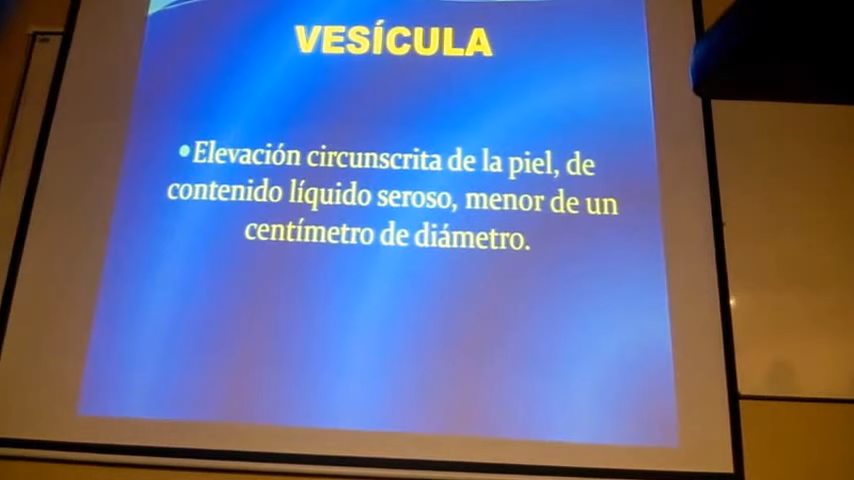 VESÍCULA
•Elevación circunscrita de la piel, de
contenido líquido seroso, menor de un
centímetro de diámetro.